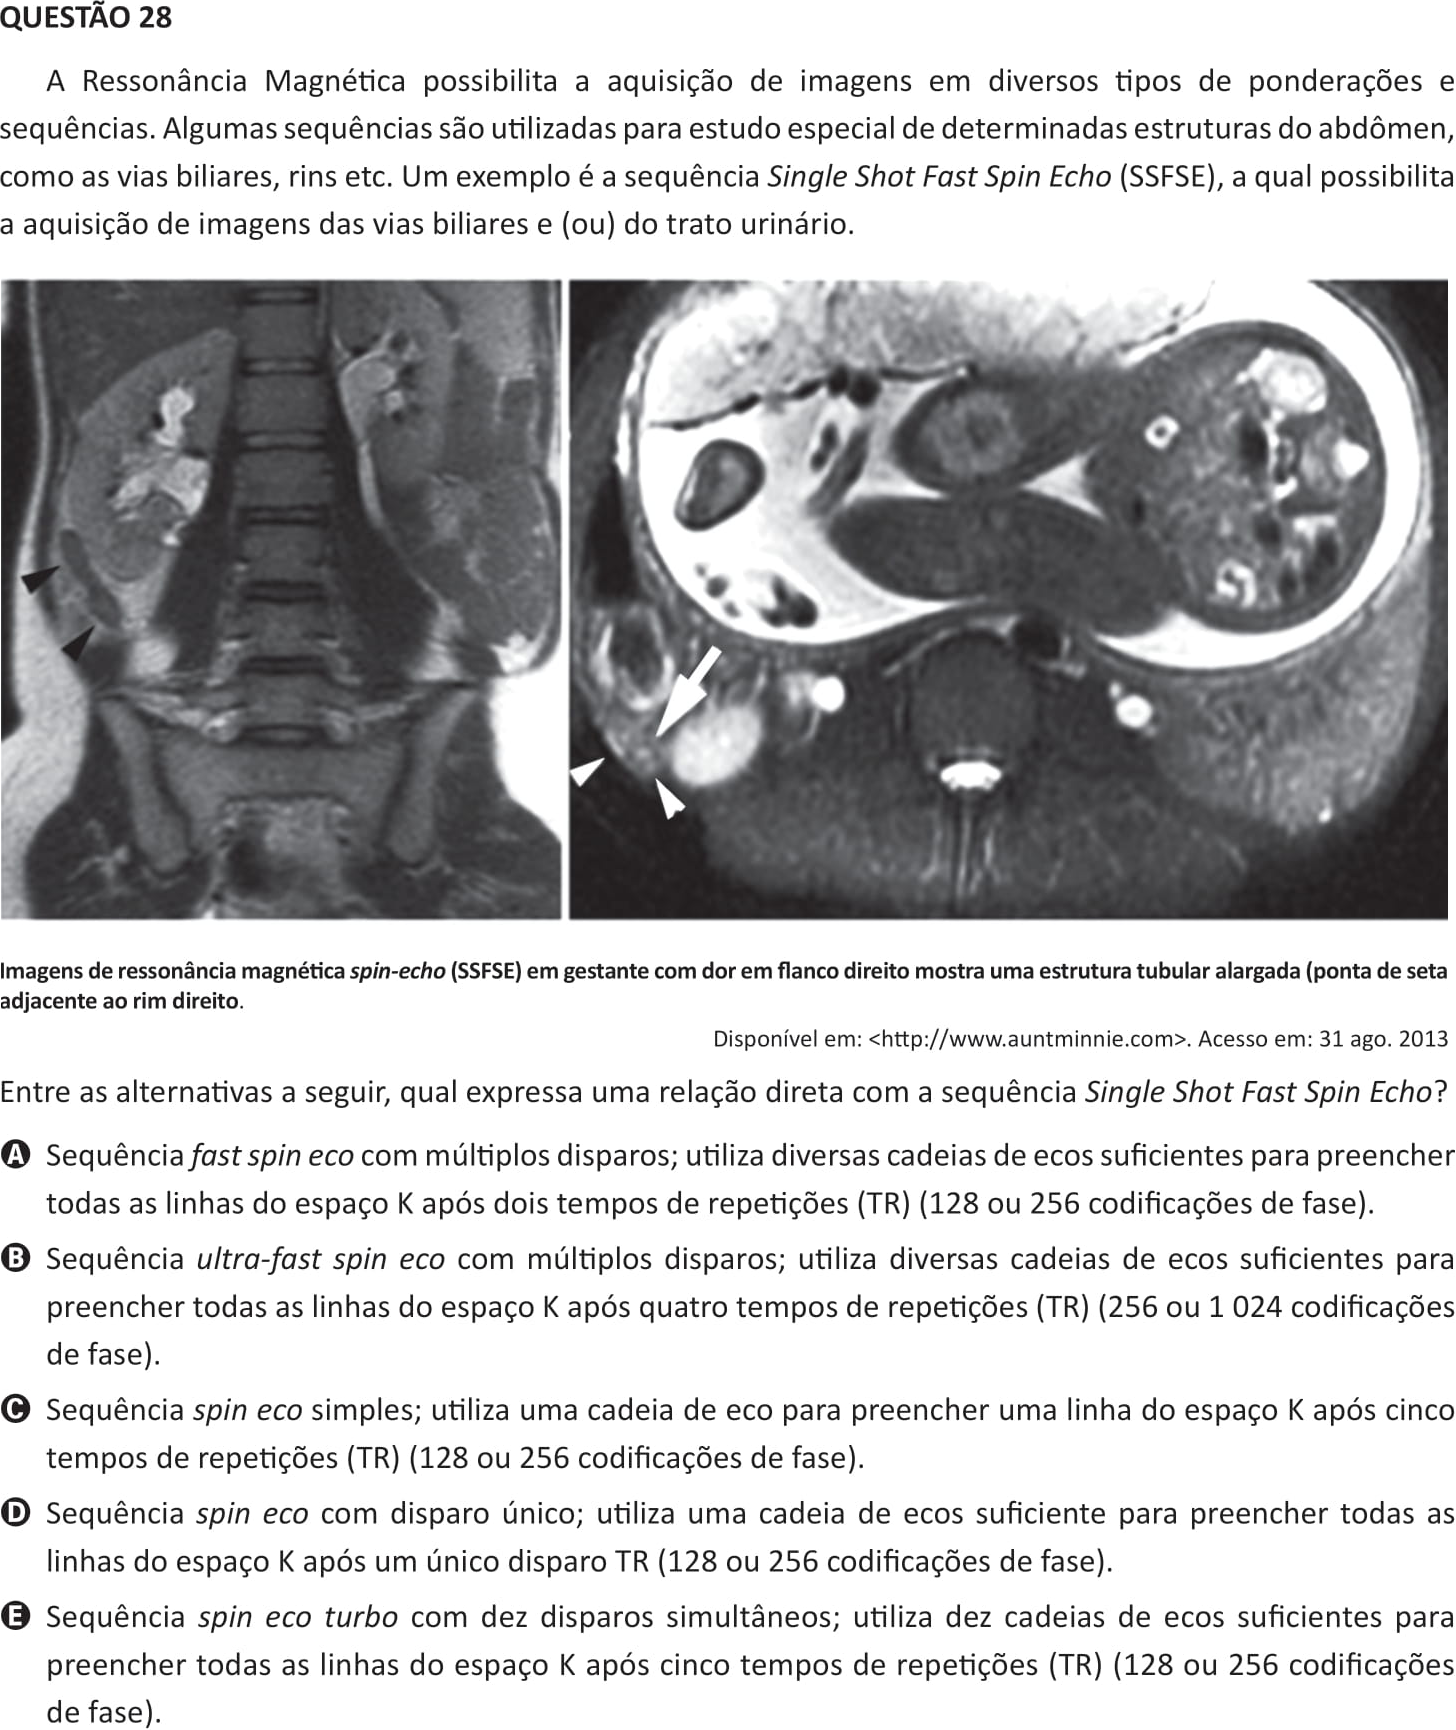 QUESTÃO 28
A Ressonância Magnética possibilita a aquisição de imagens em diversos tipos de ponderações e
sequências. Algumas sequências são utilizadas para estudo especial de determinadas estruturas do abdômen,
como as vias biliares, rins etc. Um exemplo é a sequência Single Shot Fast Spin Echo (SSFSE), a qual possibilita
a aquisição de imagens das vias biliares e (ou) do trato urinário.
Imagens de ressonância magnética spin-echo (SSFSE) em gestante com dor em flanco direito mostra uma estrutura tubular alargada (ponta de seta
adjacente ao rim direito.
Disponível em: <http://www.auntminnie.com>. Acesso em: 31 ago. 2013
Entre as alternativas a seguir, qual expressa uma relação direta com a sequência Single Shot Fast Spin Echo?
A Sequência fast spin eco com múltiplos disparos; utiliza diversas cadeias de ecos suficientes para preencher
todas as linhas do espaço K após dois tempos de repetições (TR) (128 ou 256 codificações de fase).
B Sequência ultra-fast spin eco com múltiplos disparos; utiliza diversas cadeias de ecos suficientes para
preencher todas as linhas do espaço K após quatro tempos de repetições (TR) (256 ou 1 024 codificações
de fase).
C Sequência spin eco simples; utiliza uma cadeia de eco para preencher uma linha do espaço K após cinco
tempos de repetições (TR) (128 ou 256 codificações de fase).
D Sequência spin eco com disparo único; utiliza uma cadeia de ecos suficiente para preencher todas as
linhas do espaço K após um único disparo TR (128 ou 256 codificações de fase).
E Sequência spin eco turbo com dez disparos simultâneos; utiliza dez cadeias de ecos suficientes para
preencher todas as linhas do espaço K após cinco tempos de repetições (TR) (128 ou 256 codificações
de fase).